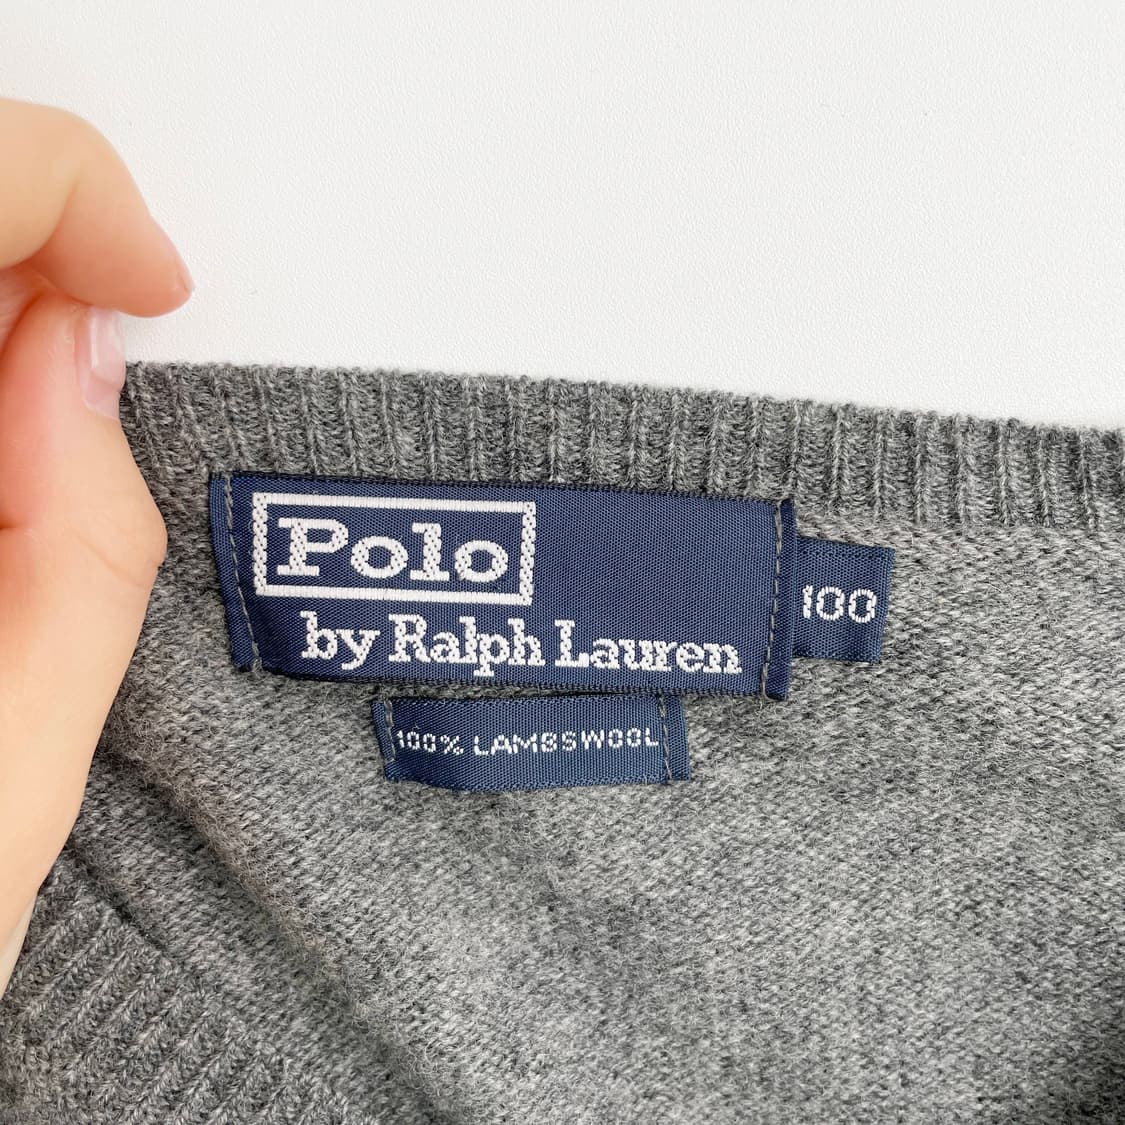 Polo
by Ralph Lauren
100
100% LAMBSWOOL